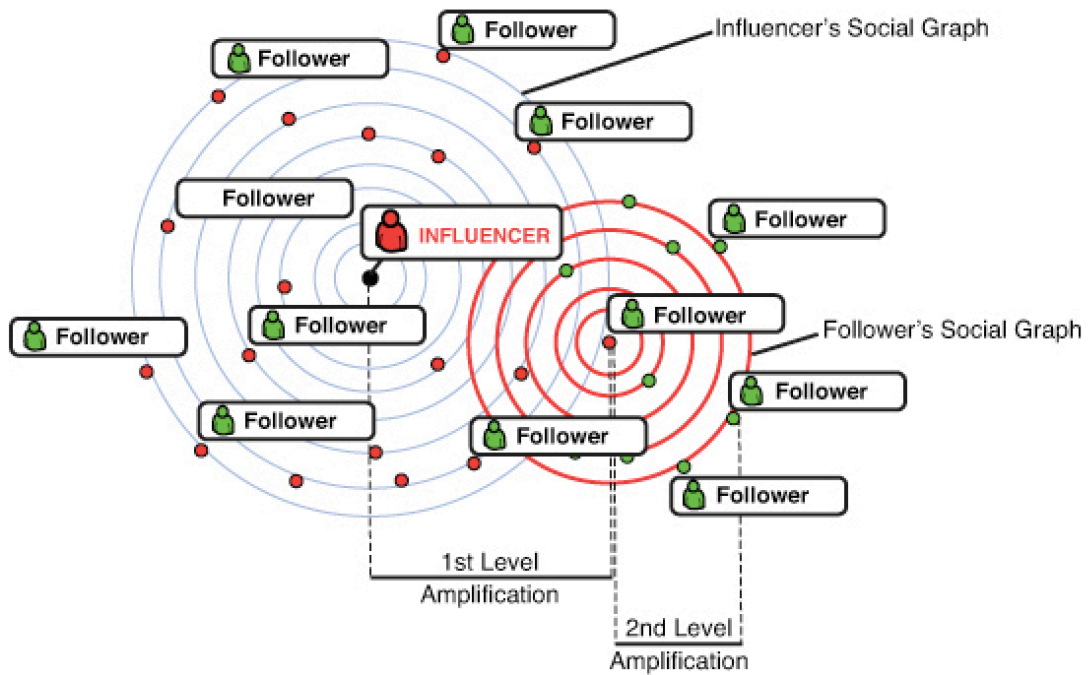 Follower
Influencer's Social Graph
Follower
Follower
Follower
Follower
INFLUENCER
Follower
Follower
Follower
Follower
Follower's Social Graph
Follower
Follower
Follower
Follower
1st Level
Amplification
2nd Level
Amplification